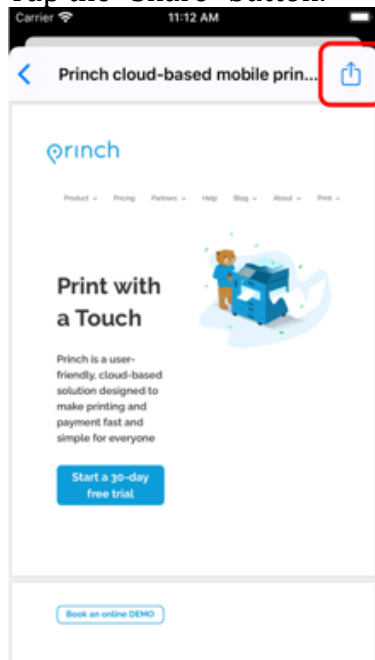 Tap the "Share" button.
Carrier 11:12 AM
Princh cloud-based mobile prin...
princh
Product Pricing Partners Help Blog About Print
Print with
a Touch
Princh is a user-
friendly, cloud-based
solution designed to
make printing and
payment fast and
simple for everyone
Start a 30-day
free trial
Book an online DEMO